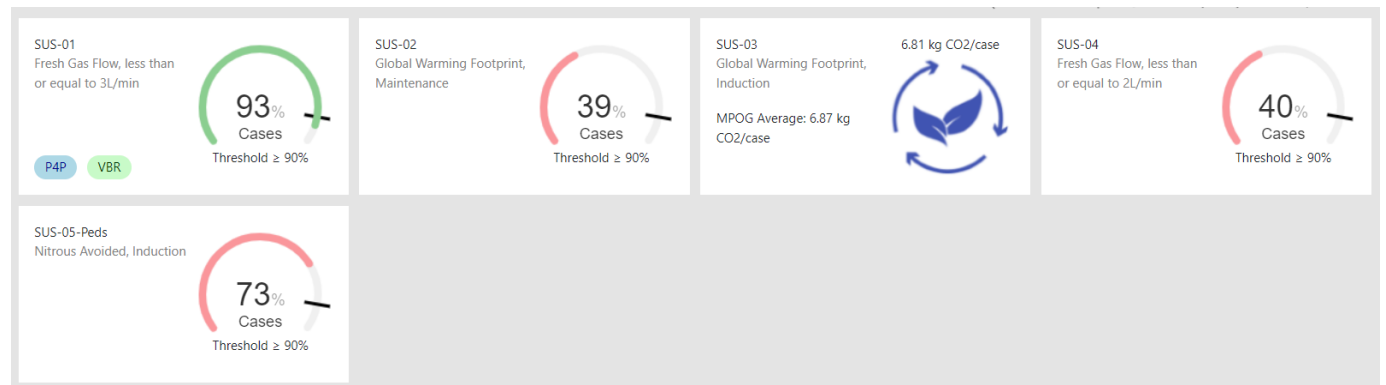 SUS-01
Fresh Gas Flow, less than
or equal to 3L/min
93%
Cases
Threshold ≥ 90%
P4P
VBR
SUS-02
Global Warming Footprint,
Maintenance
39%
Cases
Threshold ≥ 90%
SUS-03
Global Warming Footprint,
Induction
MPOG Average: 6.87 kg
CO2/case
6.81 kg CO2/case
SUS-04
Fresh Gas Flow, less than
or equal to 2L/min
40%
Cases
Threshold ≥ 90%
SUS-05-Peds
Nitrous Avoided, Induction
73%
Cases
Threshold ≥ 90%